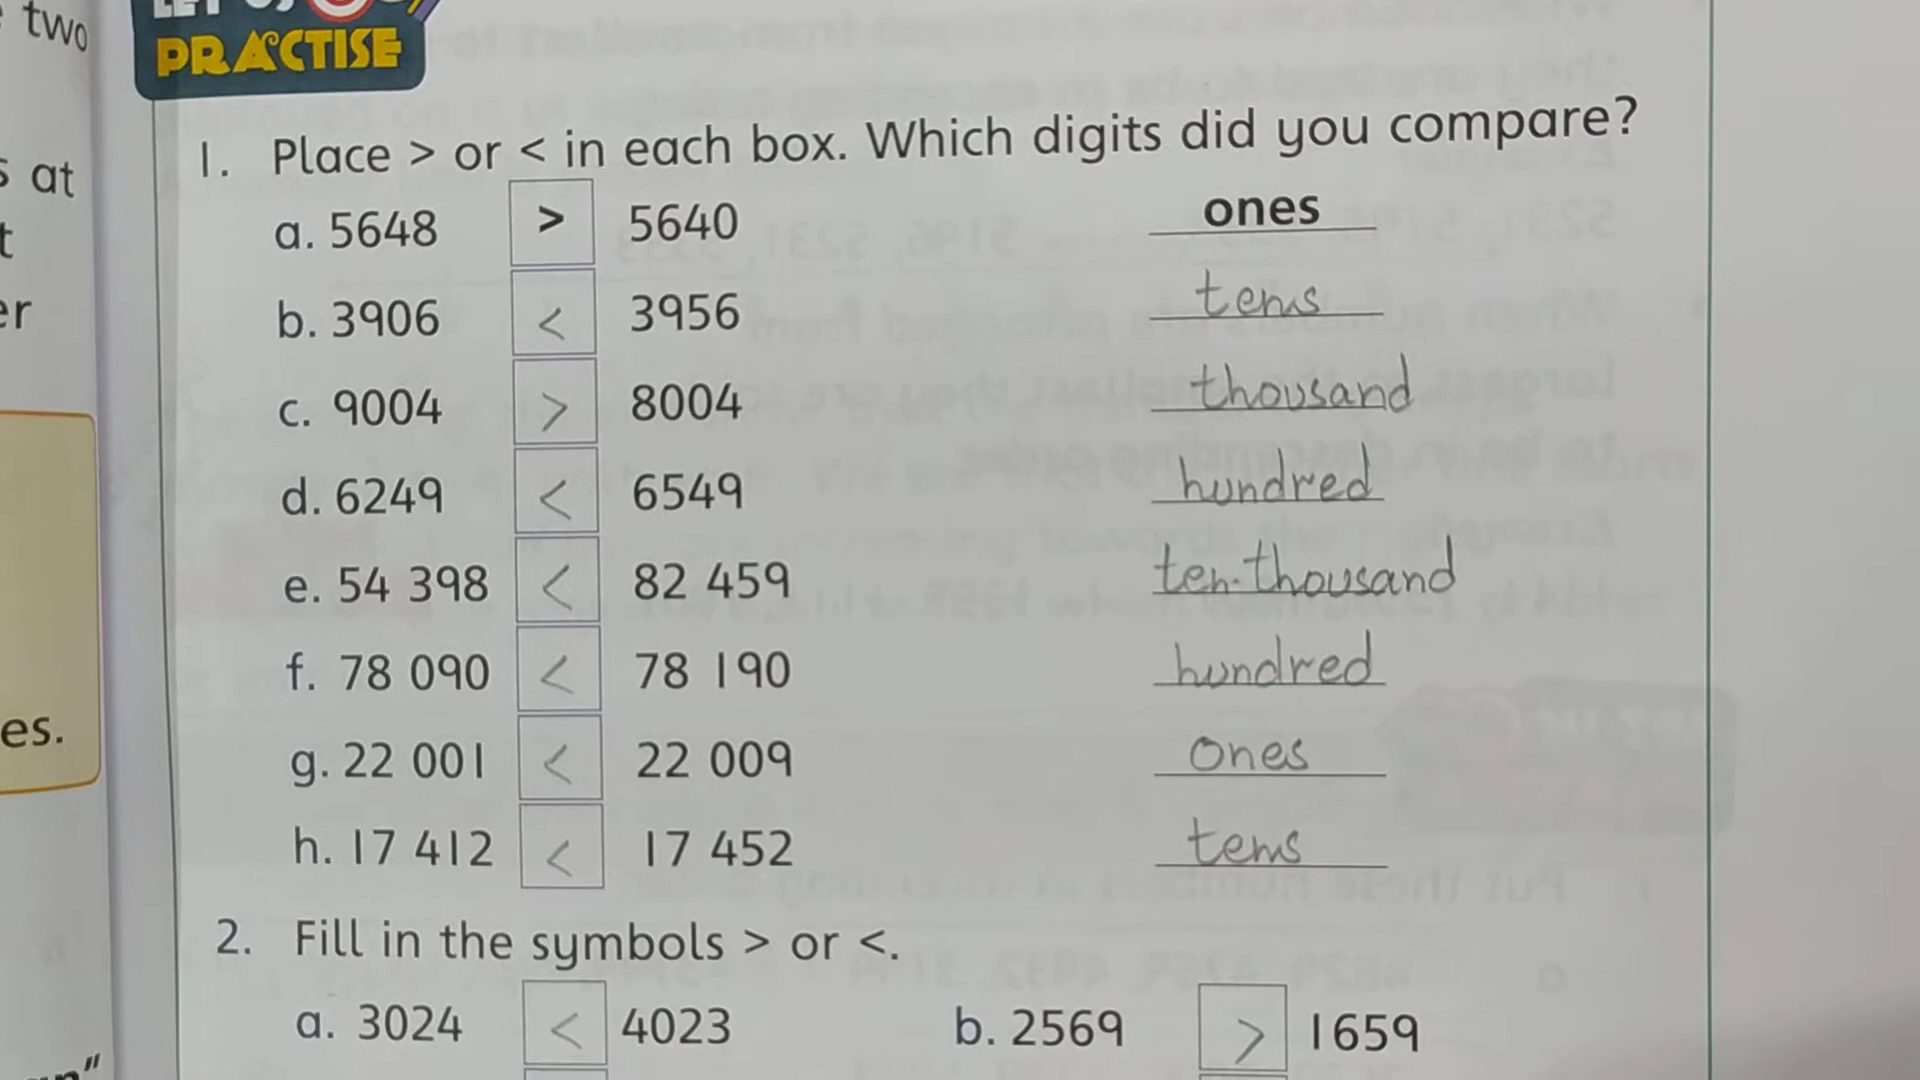 two
PRACTISE
at
1. Place > or < in each box. Which digits did you compare?
a. 5648 > 5640 ones
b. 3906 < 3956 tens
c. 9004 > 8004 thousand
d. 6249 < 6549 hundred
e. 54 398 < 82 459 ten-thousand
f. 78 090 < 78 190 hundred
g. 22 001 < 22 009 ones
h. 17 412 < 17 452 tens
2. Fill in the symbols > or <.
a. 3024 < 4023 b. 2569 > 1659